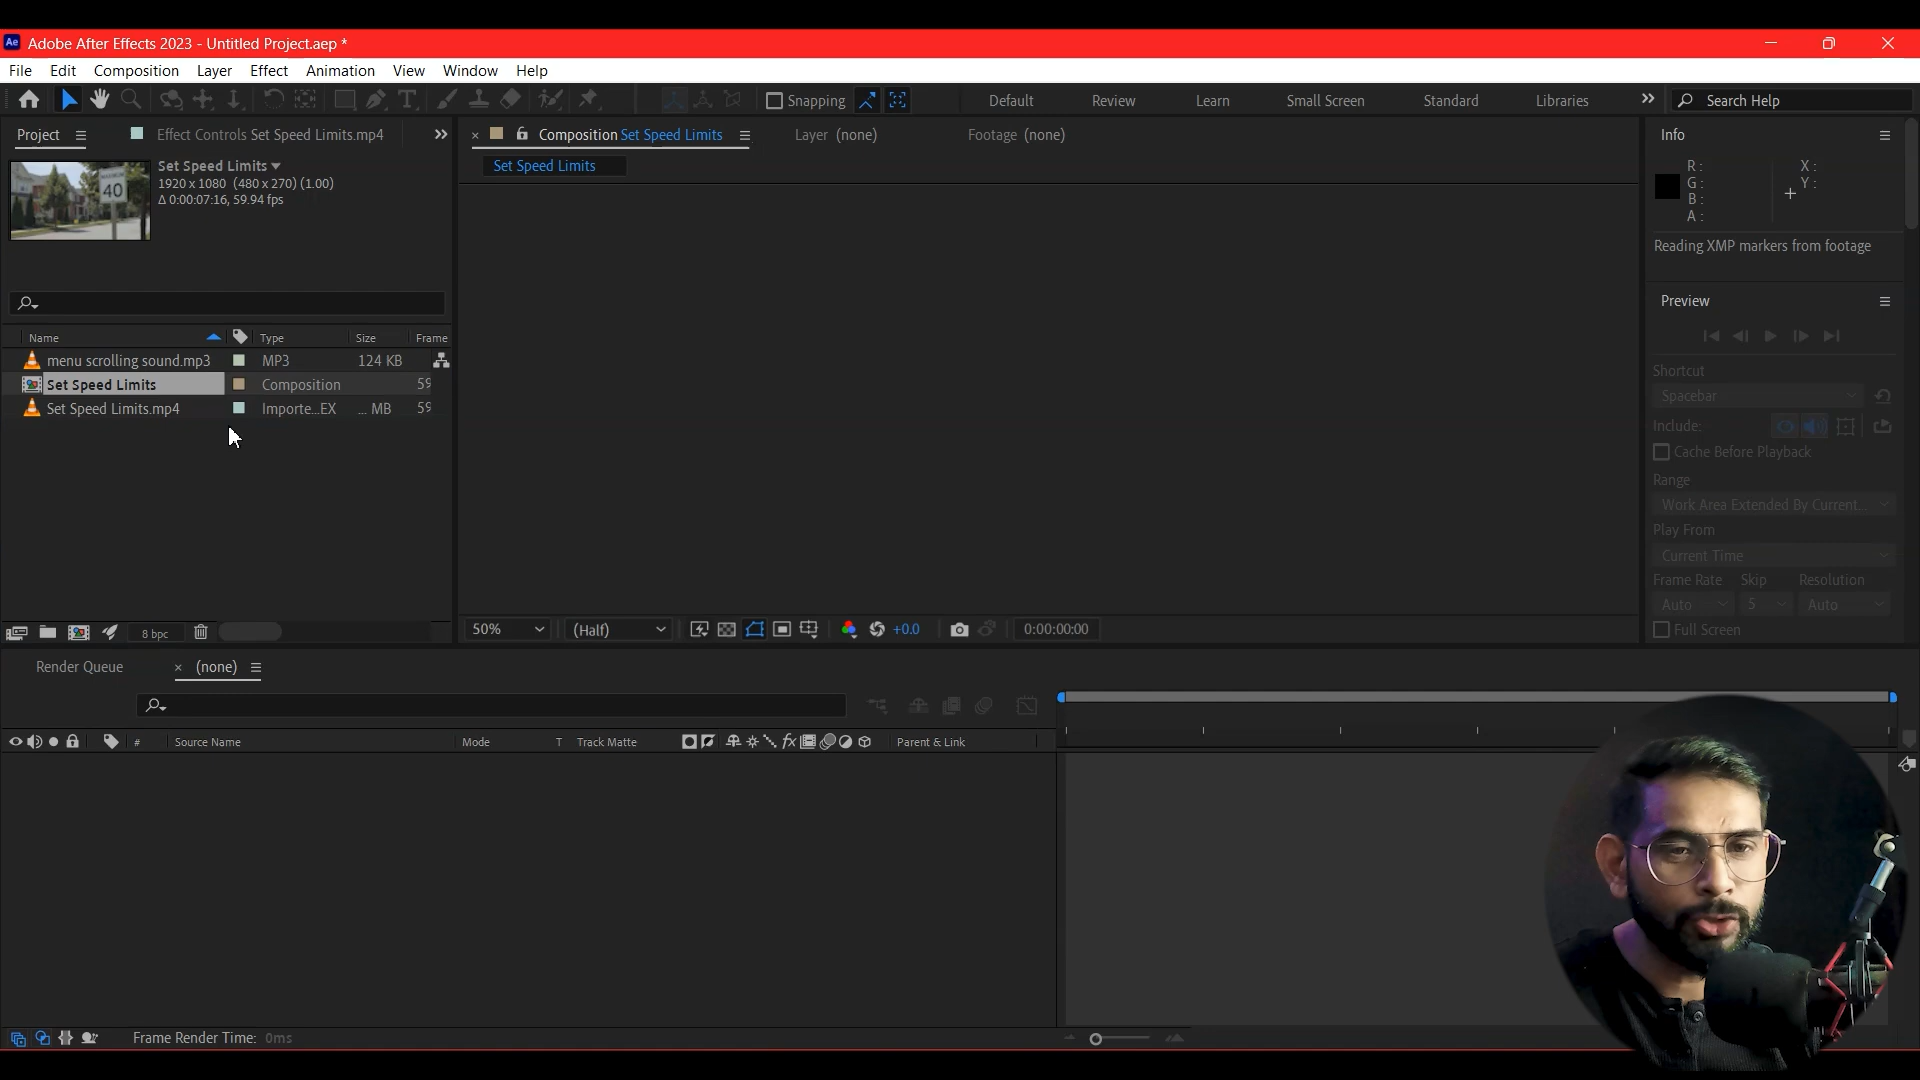 Ae Adobe After Effects 2023 - Untitled Project.aep *
File Edit Composition Layer Effect Animation View Window Help
Snapping Default Review Learn Small Screen Standard Libraries Search Help
Project Effect Controls Set Speed Limits.mp4 Composition Set Speed Limits Layer (none) Footage (none) Info
Set Speed Limits
1920 x 1080 (480 x 270) (1.00)
Δ 0:00:07:16, 59.94 fps
MAXIMUM
40
Set Speed Limits
R :
G :
B :
A :
X :
Y :
Reading XMP markers from footage
Preview
Name Type Size Frame
menu scrolling sound.mp3 MP3 124 KB
Set Speed Limits Composition 59
Set Speed Limits.mp4 Importe...EX ... MB 59
Shortcut
Spacebar
Include:
Cache Before Playback
Range
Work Area Extended By Current...
Play From
Current Time
Frame Rate Skip Resolution
Auto 5 Auto
Full Screen
8 bpc
50% (Half) +0.0 0:00:00:00
Render Queue (none)
# Source Name Mode T Track Matte fx Parent & Link
Frame Render Time: 0ms